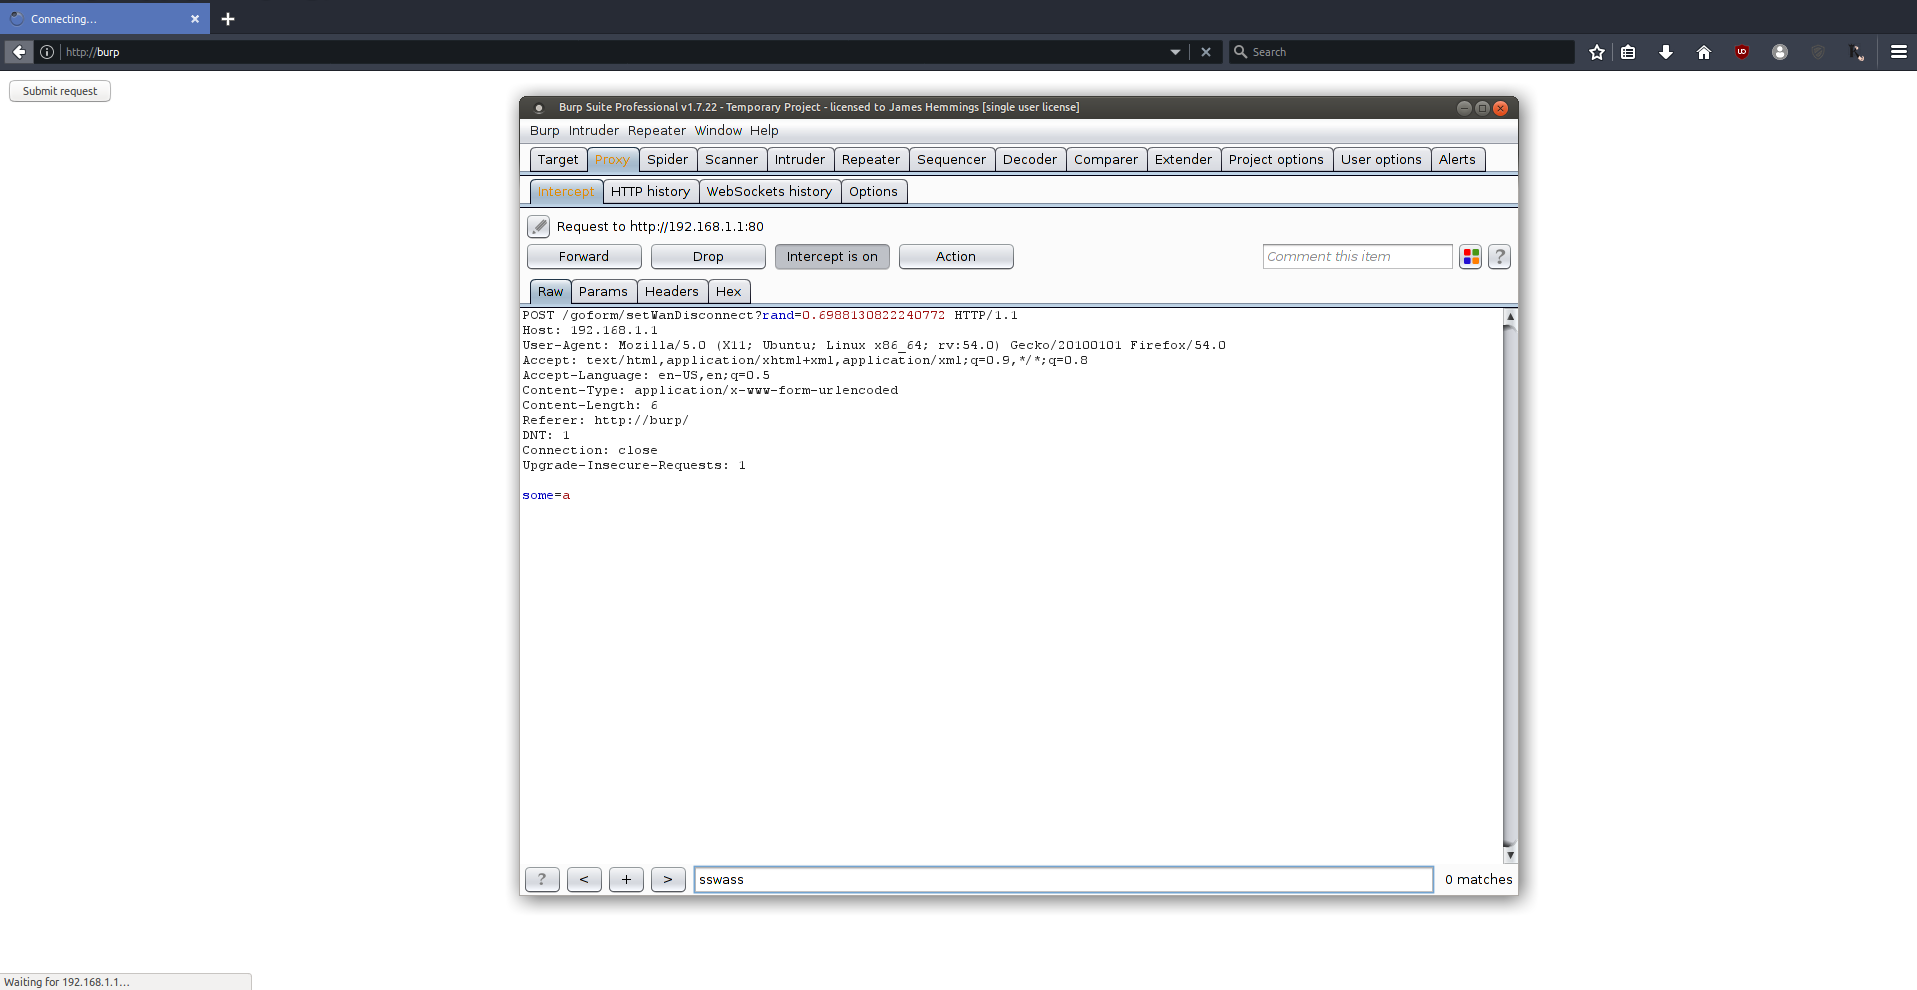 Connecting...
http://burp
Search
Submit request
Burp Suite Professional v1.7.22 - Temporary Project - licensed to James Hemmings [single user license]
Burp Intruder Repeater Window Help
Target Proxy Spider Scanner Intruder Repeater Sequencer Decoder Comparer Extender Project options User options Alerts
Intercept HTTP history WebSockets history Options
Request to http://192.168.1.1:80
Forward Drop Intercept is on Action Comment this item ?
Raw Params Headers Hex
POST /goform/setWanDisconnect?rand=0.6988130822240772 HTTP/1.1
Host: 192.168.1.1
User-Agent: Mozilla/5.0 (X11; Ubuntu; Linux x86_64; rv:54.0) Gecko/20100101 Firefox/54.0
Accept: text/html,application/xhtml+xml,application/xml;q=0.9,*/*;q=0.8
Accept-Language: en-US,en;q=0.5
Content-Type: application/x-www-form-urlencoded
Content-Length: 6
Referer: http://burp/
DNT: 1
Connection: close
Upgrade-Insecure-Requests: 1
some=a
? < + > sswass 0 matches
Waiting for 192.168.1.1...